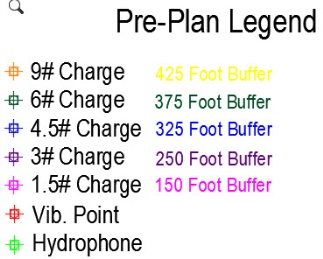 Pre-Plan Legend
9# Charge 425 Foot Buffer
6# Charge 375 Foot Buffer
4.5# Charge 325 Foot Buffer
3# Charge 250 Foot Buffer
1.5# Charge 150 Foot Buffer
Vib. Point
Hydrophone